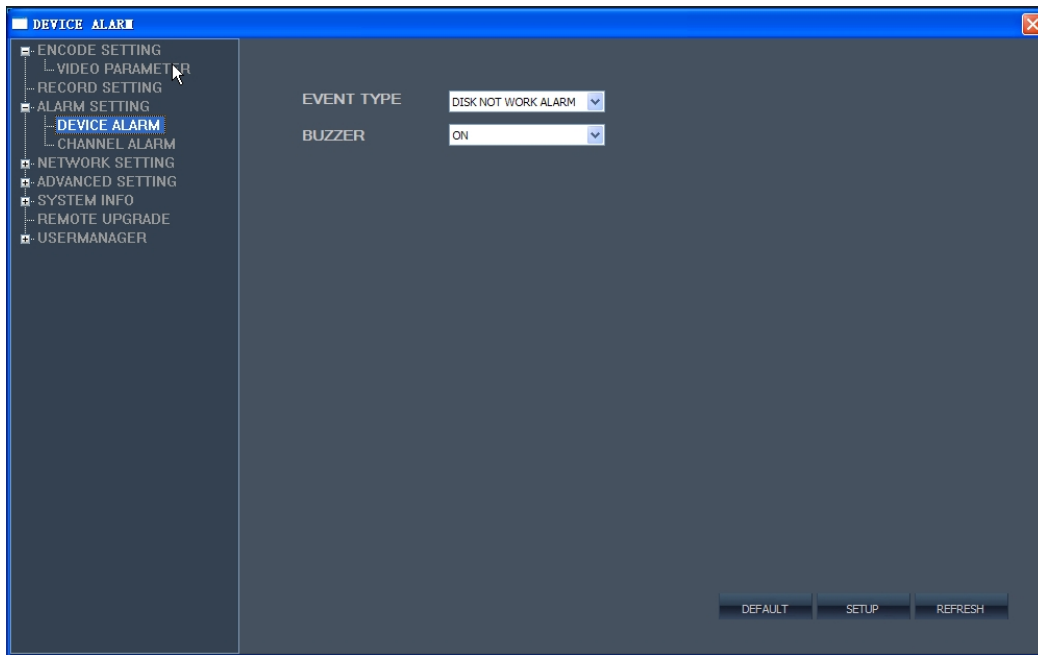 DEVICE ALARM
ENCODE SETTING
VIDEO PARAMETER
RECORD SETTING
ALARM SETTING
DEVICE ALARM
CHANNEL ALARM
NETWORK SETTING
ADVANCED SETTING
SYSTEM INFO
REMOTE UPGRADE
USERMANAGER
EVENT TYPE DISK NOT WORK ALARM
BUZZER ON
DEFAULT SETUP REFRESH